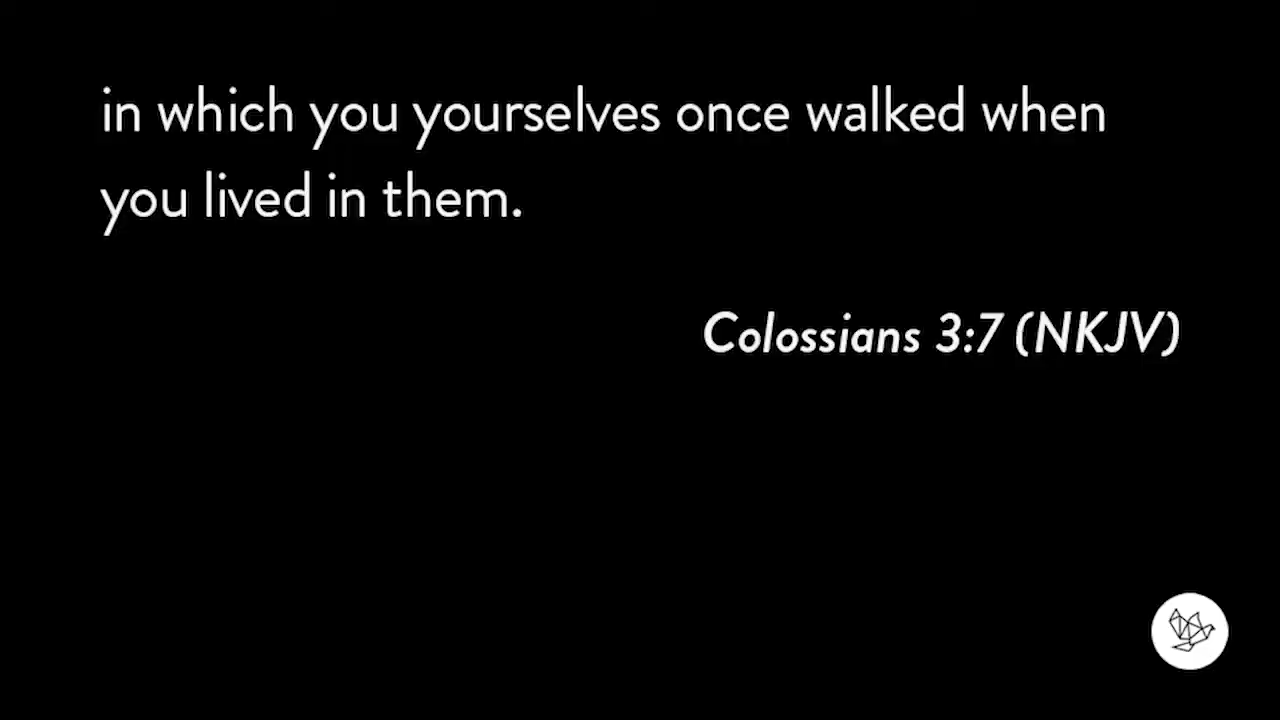 in which you yourselves once walked when
you lived in them.
Colossians 3:7 (NKJV)